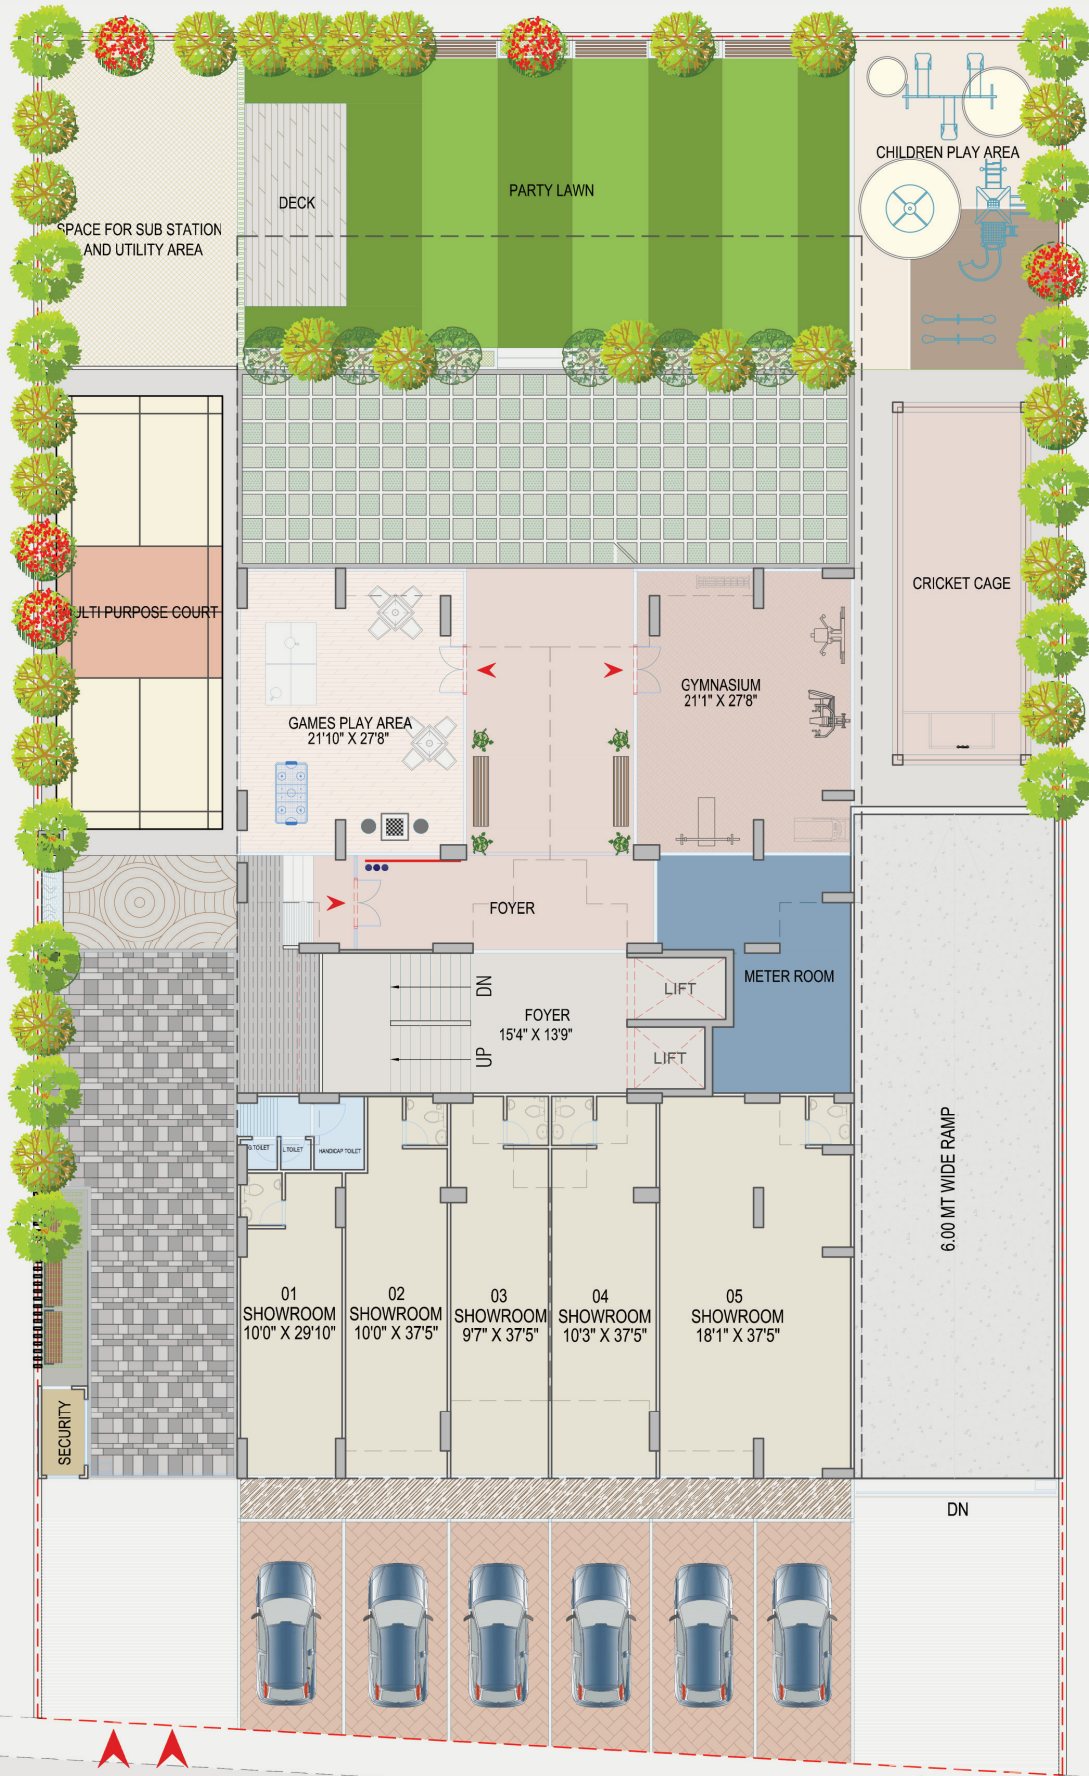 CHILDREN PLAY AREA
DECK
PARTY LAWN
SPACE FOR SUB STATION
AND UTILITY AREA
CRICKET CAGE
ULTI PURPOSE COURT
GYMNASIUM
21'1" X 27'8"
GAMES PLAY AREA
21'10" X 27'8"
FOYER
METER ROOM
DN
LIFT
FOYER
15'4" X 13'9"
UP
LIFT
6.00 MT WIDE RAMP
G.TOILET
L.TOILET
HANDICAP TOILET
01
SHOWROOM
10'0" X 29'10"
02
SHOWROOM
10'0" X 37'5"
03
SHOWROOM
9'7" X 37'5"
04
SHOWROOM
10'3" X 37'5"
05
SHOWROOM
18'1" X 37'5"
SECURITY
DN